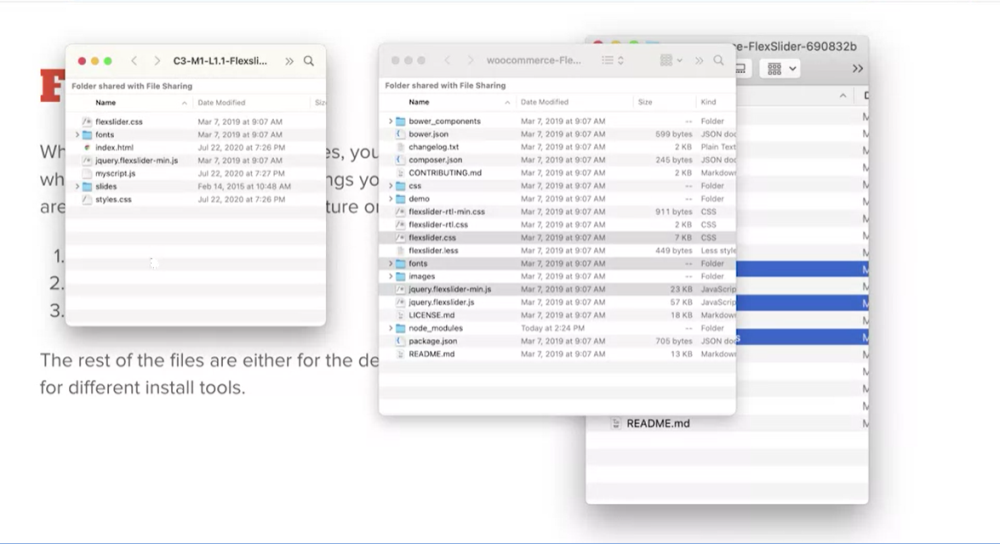 F
Wh
wh
are
1.
2.
3.
es, you
ngs yo
ture or
The rest of the files are either for the de
for different install tools.
C3-M1-L1.1-Flexsli...
Folder shared with File Sharing
Name Date Modified Siz
flexslider.css Mar 7, 2019 at 9:07 AM
fonts Mar 7, 2019 at 9:07 AM
index.html Jul 22, 2020 at 7:26 PM
jquery.flexslider-min.js Mar 7, 2019 at 9:07 AM
myscript.js Jul 22, 2020 at 7:27 PM
slides Feb 14, 2015 at 10:48 AM
styles.css Jul 22, 2020 at 7:26 PM
woocommerce-Fle...
Folder shared with File Sharing
Name Date Modified Size Kind
bower_components Mar 7, 2019 at 9:07 AM -- Folder
bower.json Mar 7, 2019 at 9:07 AM 599 bytes JSON doc
changelog.txt Mar 7, 2019 at 9:07 AM 2 KB Plain Text
composer.json Mar 7, 2019 at 9:07 AM 245 bytes JSON doc
CONTRIBUTING.md Mar 7, 2019 at 9:07 AM 2 KB Markdow
css Mar 7, 2019 at 9:07 AM -- Folder
demo Mar 7, 2019 at 9:07 AM -- Folder
flexslider-rtl-min.css Mar 7, 2019 at 9:07 AM 911 bytes CSS
flexslider-rtl.css Mar 7, 2019 at 9:07 AM 2 KB CSS
flexslider.css Mar 7, 2019 at 9:07 AM 7 KB CSS
flexslider.less Mar 7, 2019 at 9:07 AM 449 bytes Less style
fonts Mar 7, 2019 at 9:07 AM -- Folder
images Mar 7, 2019 at 9:07 AM -- Folder
jquery.flexslider-min.js Mar 7, 2019 at 9:07 AM 23 KB JavaScrip
jquery.flexslider.js Mar 7, 2019 at 9:07 AM 57 KB JavaScrip
LICENSE.md Mar 7, 2019 at 9:07 AM 18 KB Markdow
node_modules Today at 2:24 PM -- Folder
package.json Mar 7, 2019 at 9:07 AM 705 bytes JSON doc
README.md Mar 7, 2019 at 9:07 AM 13 KB Markdow
e-FlexSlider-690832b
README.md